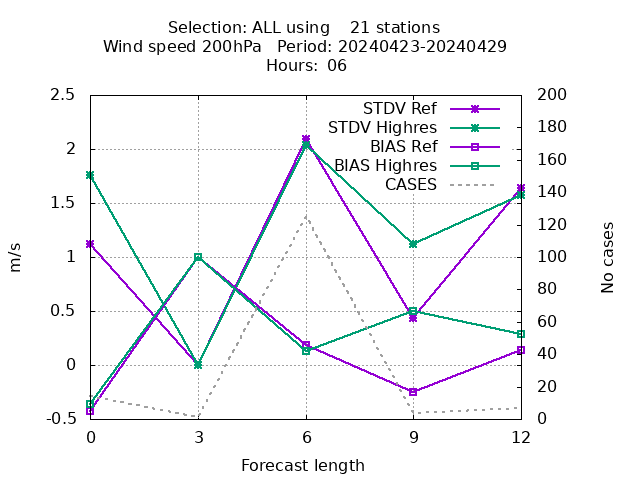 Selection: ALL using    21 stations
Wind speed 200hPa   Period: 20240423-20240429
Hours:  06
2.5
2
1.5
1
0.5
0
-0.5
200
180
160
140
120
100
80
60
40
20
0
0
3
6
9
12
m/s
No cases
Forecast length
STDV Ref
STDV Highres
BIAS Ref
BIAS Highres
CASES